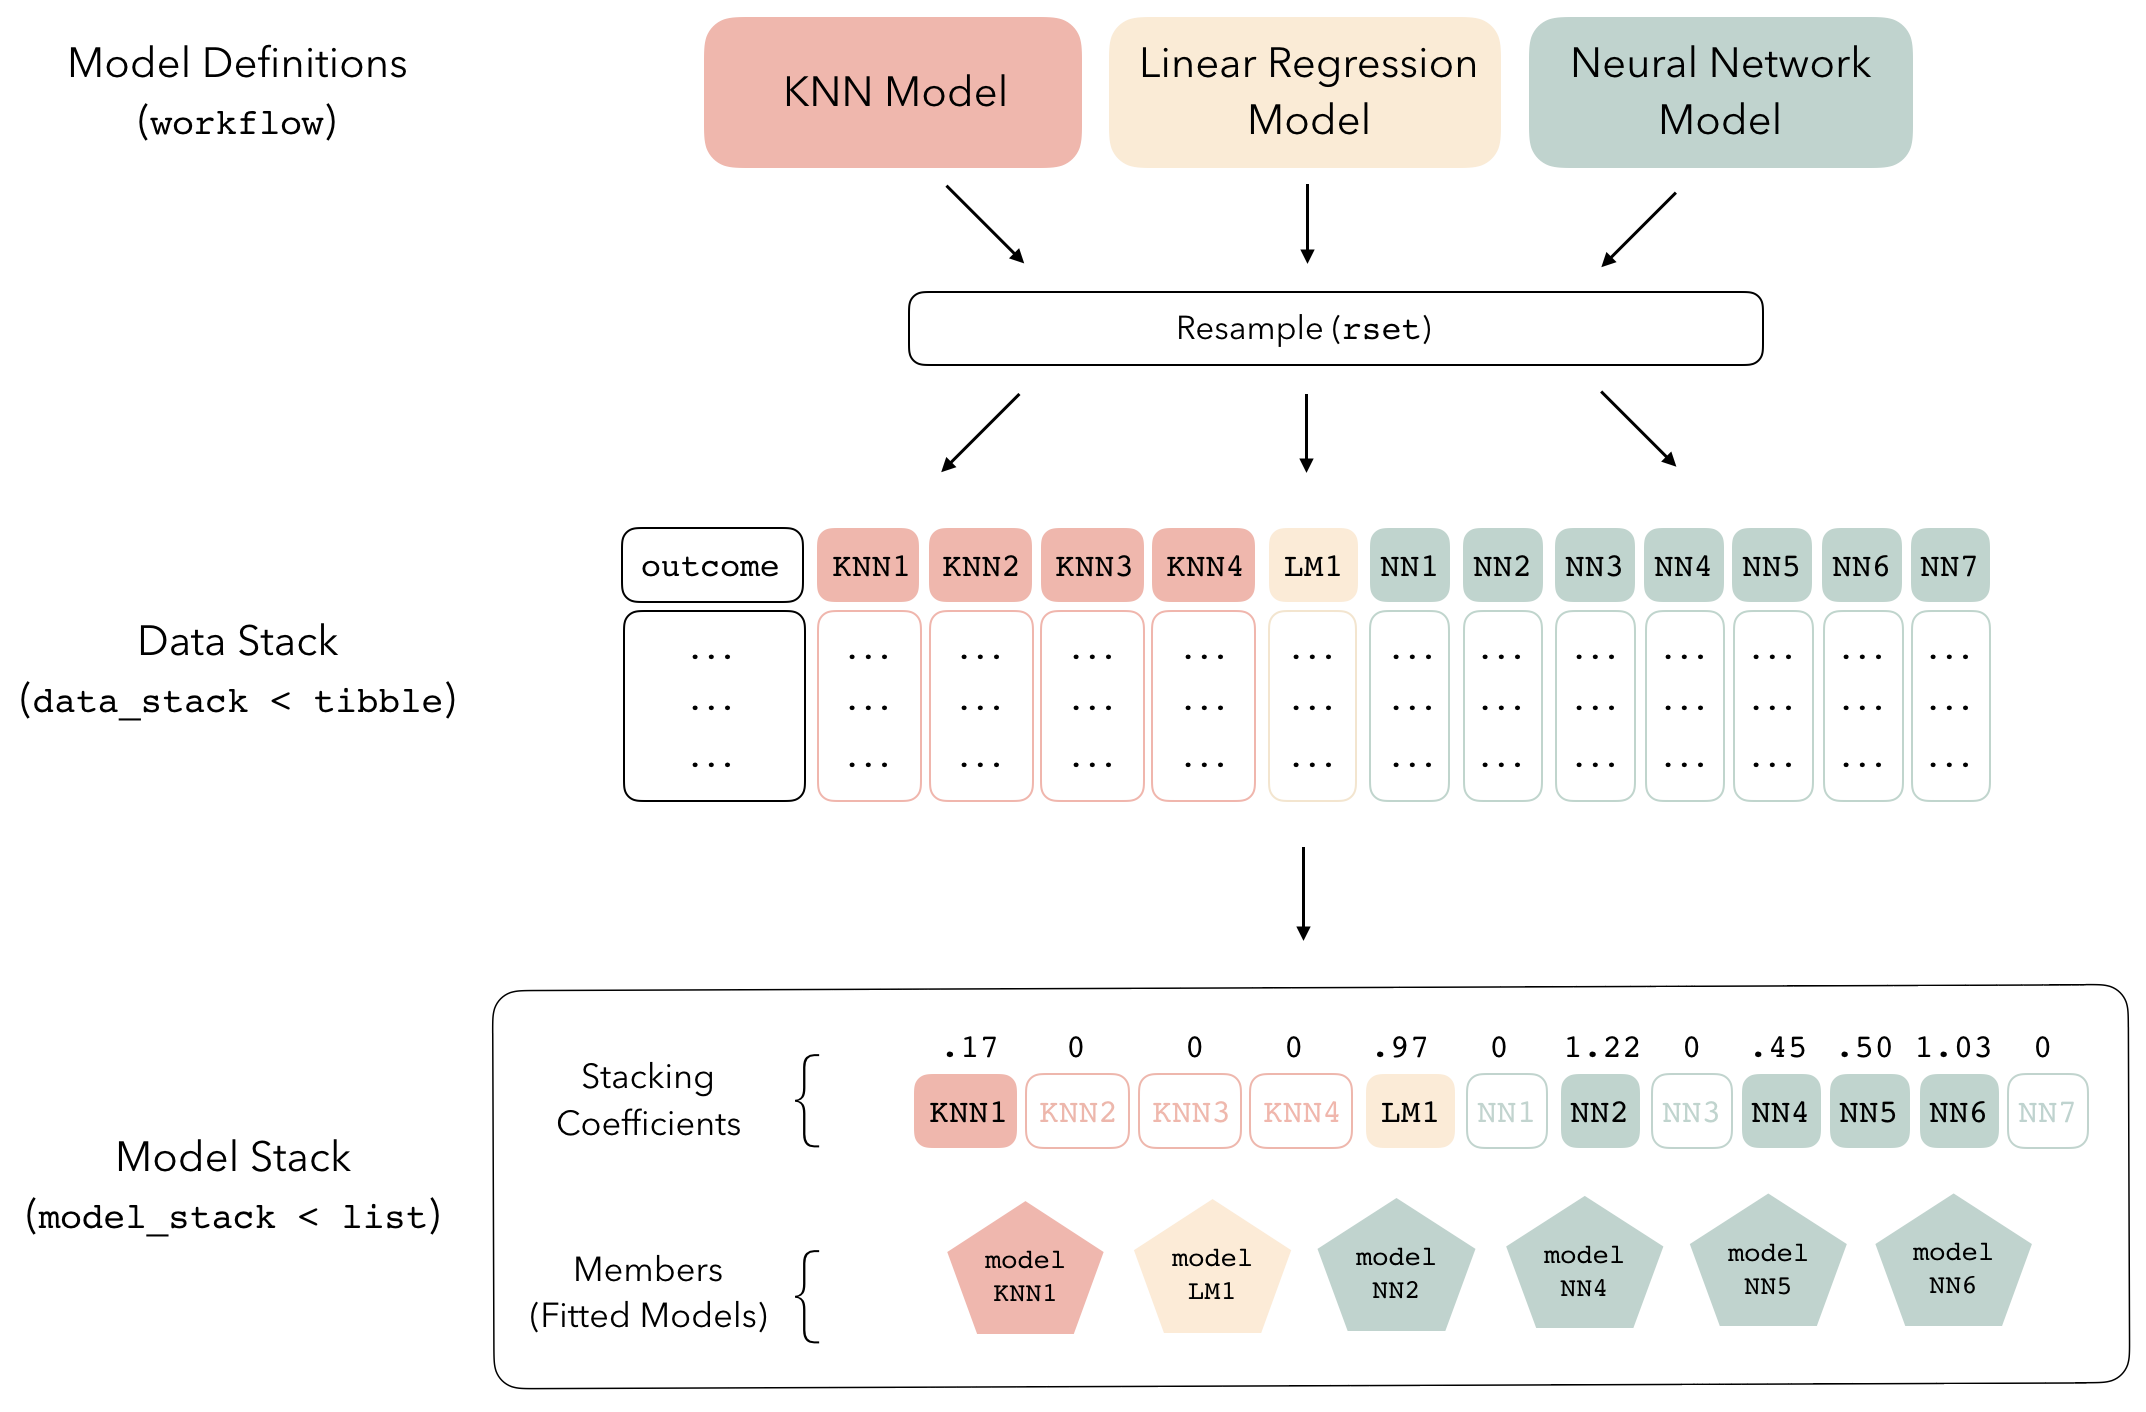 Model Definitions
(workflow)
KNN Model
Linear Regression
Model
Neural Network
Model
Resample (rset)
Data Stack
(data_stack < tibble)
outcome KNN1 KNN2 KNN3 KNN4 LM1 NN1 NN2 NN3 NN4 NN5 NN6 NN7
... ... ... ... ... ... ... ... ... ... ... ... ...
... ... ... ... ... ... ... ... ... ... ... ... ...
... ... ... ... ... ... ... ... ... ... ... ... ...
Model Stack
(model_stack < list)
Stacking
Coefficients
.17 0 0 0 .97 0 1.22 0 .45 .50 1.03 0
KNN1 KNN2 KNN3 KNN4 LM1 NN1 NN2 NN3 NN4 NN5 NN6 NN7
Members
(Fitted Models)
model
KNN1
model
LM1
model
NN2
model
NN4
model
NN5
model
NN6